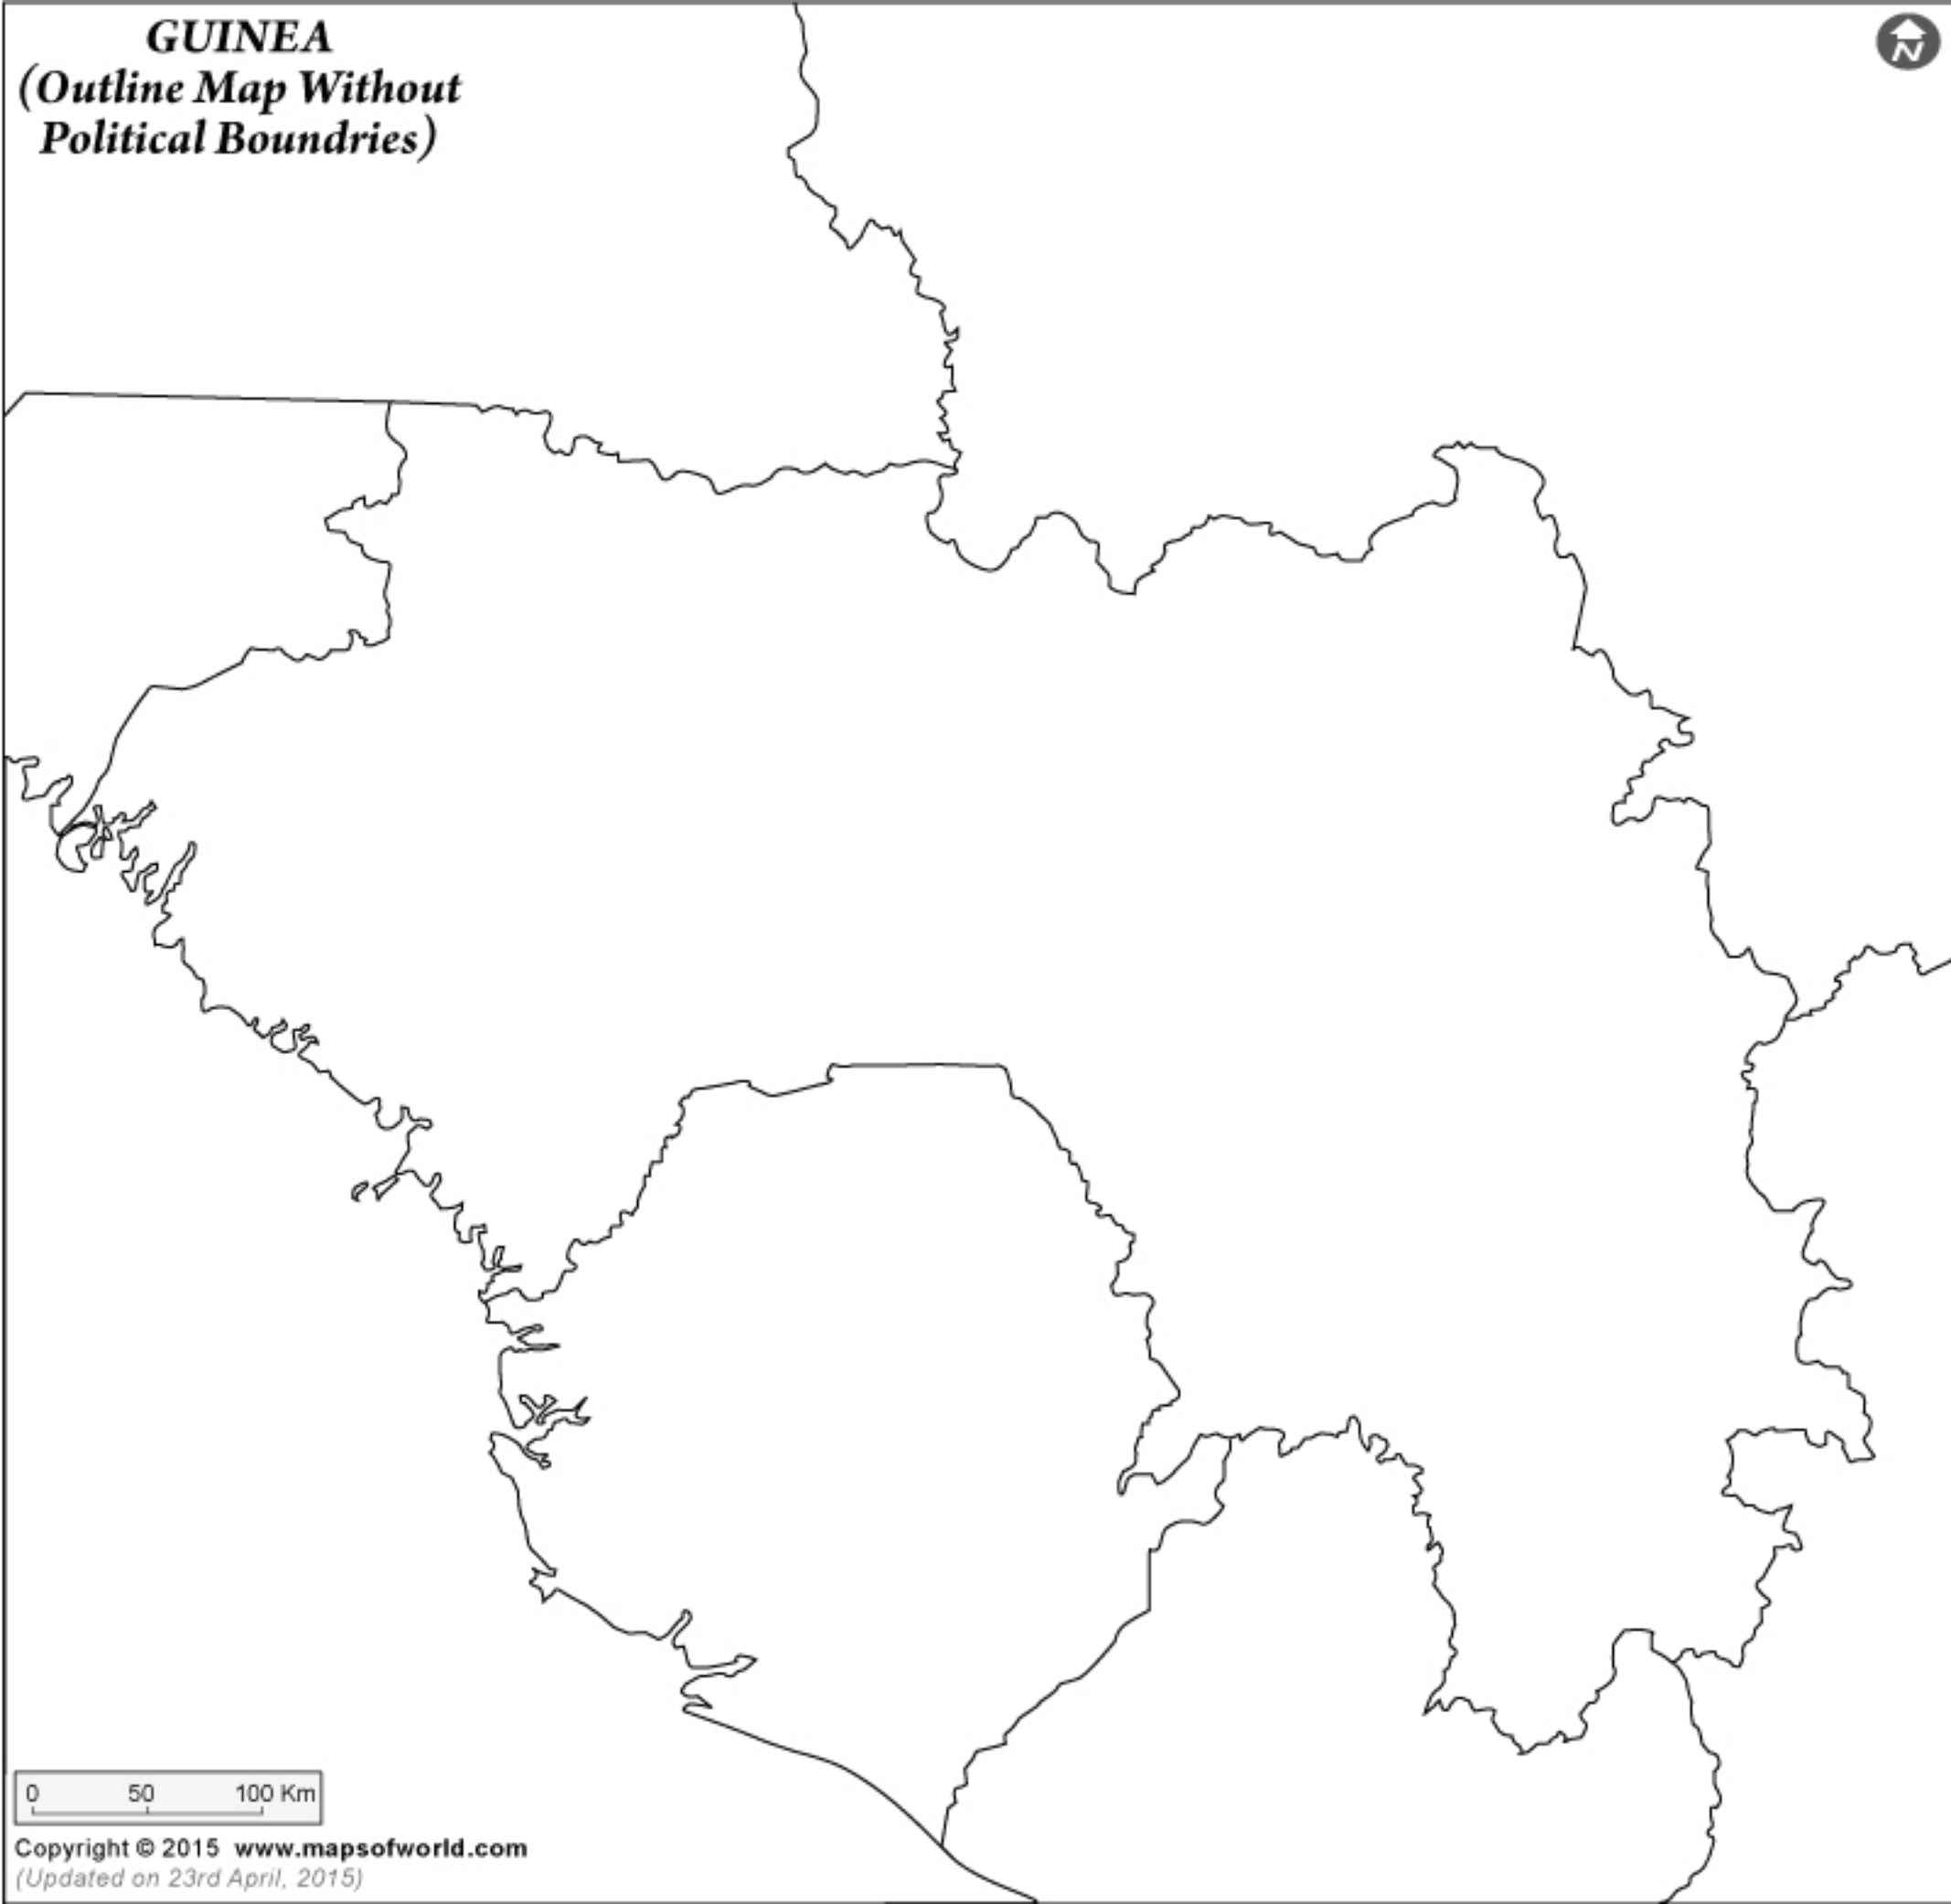 GUINEA
(Outline Map Without
Political Boundries)
N
0 50 100 Km
Copyright © 2015 www.mapsofworld.com
(Updated on 23rd April, 2015)